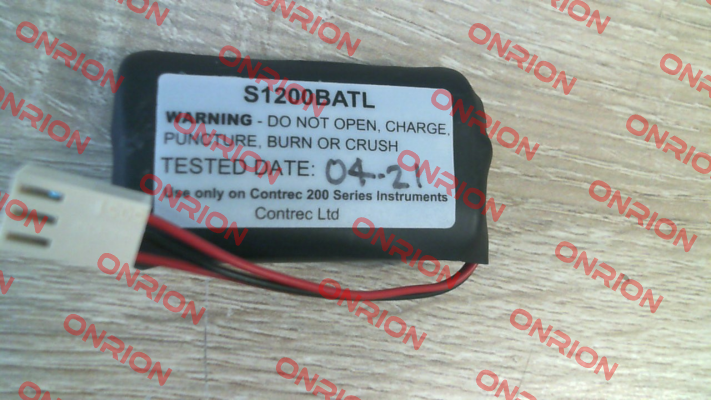 S1200BATL
WARNING - DO NOT OPEN, CHARGE,
PUNCTURE, BURN OR CRUSH
TESTED DATE: 04-21
Use only on Contrec 200 Series Instruments
Contrec Ltd
ONRION